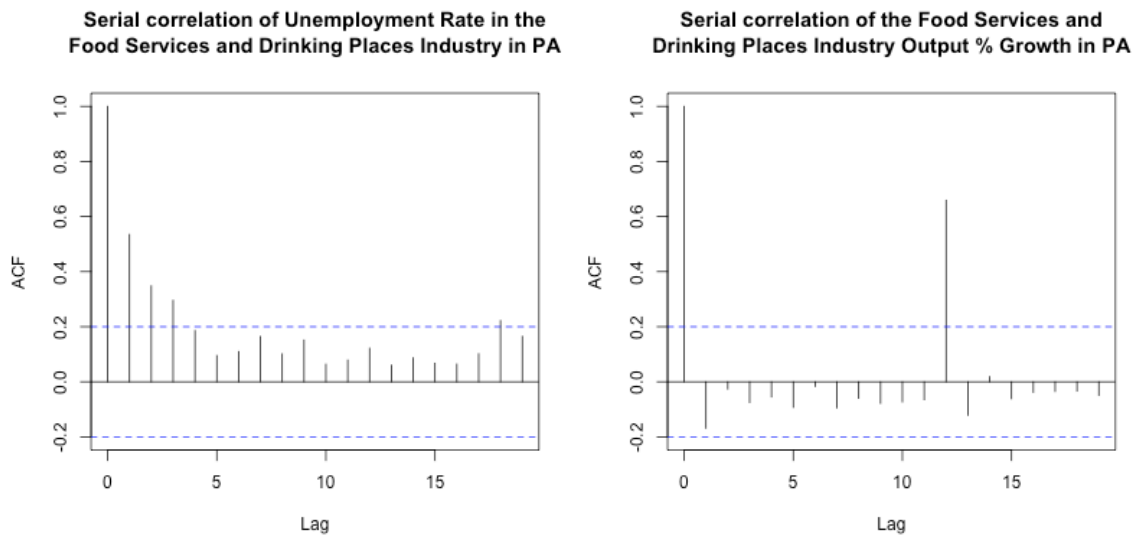 Serial correlation of Unemployment Rate in the
Food Services and Drinking Places Industry in PA
1.0
0.8
0.6
0.4
0.2
0.0
-0.2
ACF
0 5 10 15
Lag
Serial correlation of the Food Services and
Drinking Places Industry Output % Growth in PA
1.0
0.8
0.6
0.4
0.2
0.0
-0.2
ACF
0 5 10 15
Lag